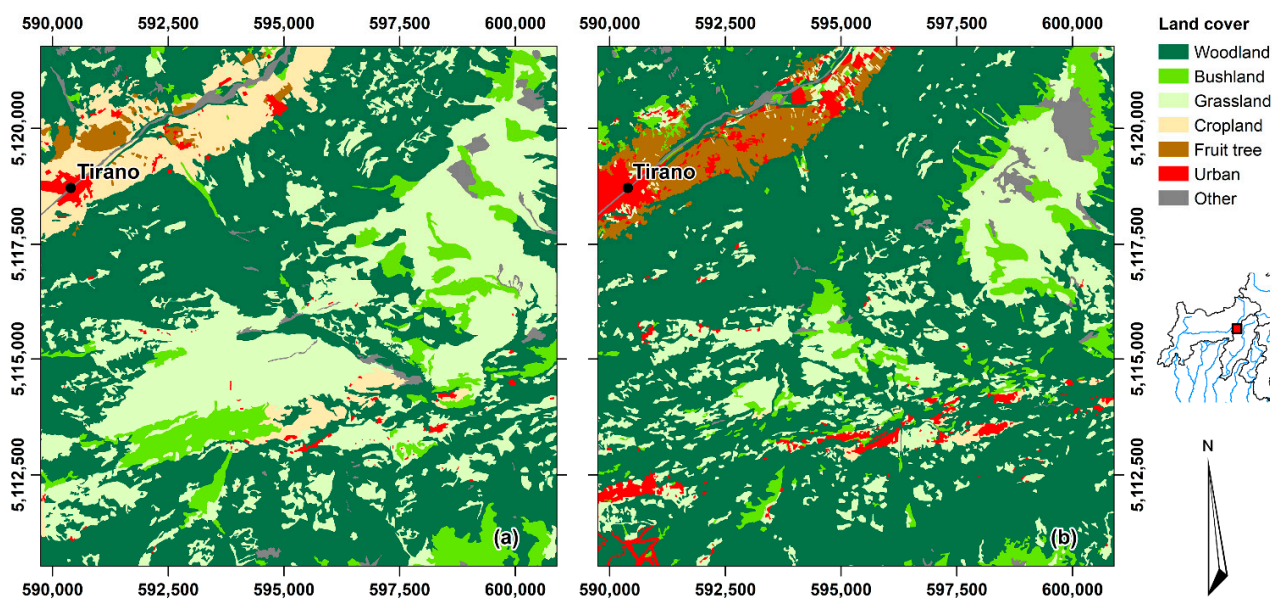 590,000 592,500 595,000 597,500 600,000
590,000 592,500 595,000 597,500 600,000
5,120,000
5,117,500
5,115,000
5,112,500
Tirano
(a)
Tirano
(b)
5,120,000
5,117,500
5,115,000
5,112,500
590,000 592,500 595,000 597,500 600,000
590,000 592,500 595,000 597,500 600,000
Land cover
Woodland
Bushland
Grassland
Cropland
Fruit tree
Urban
Other
N